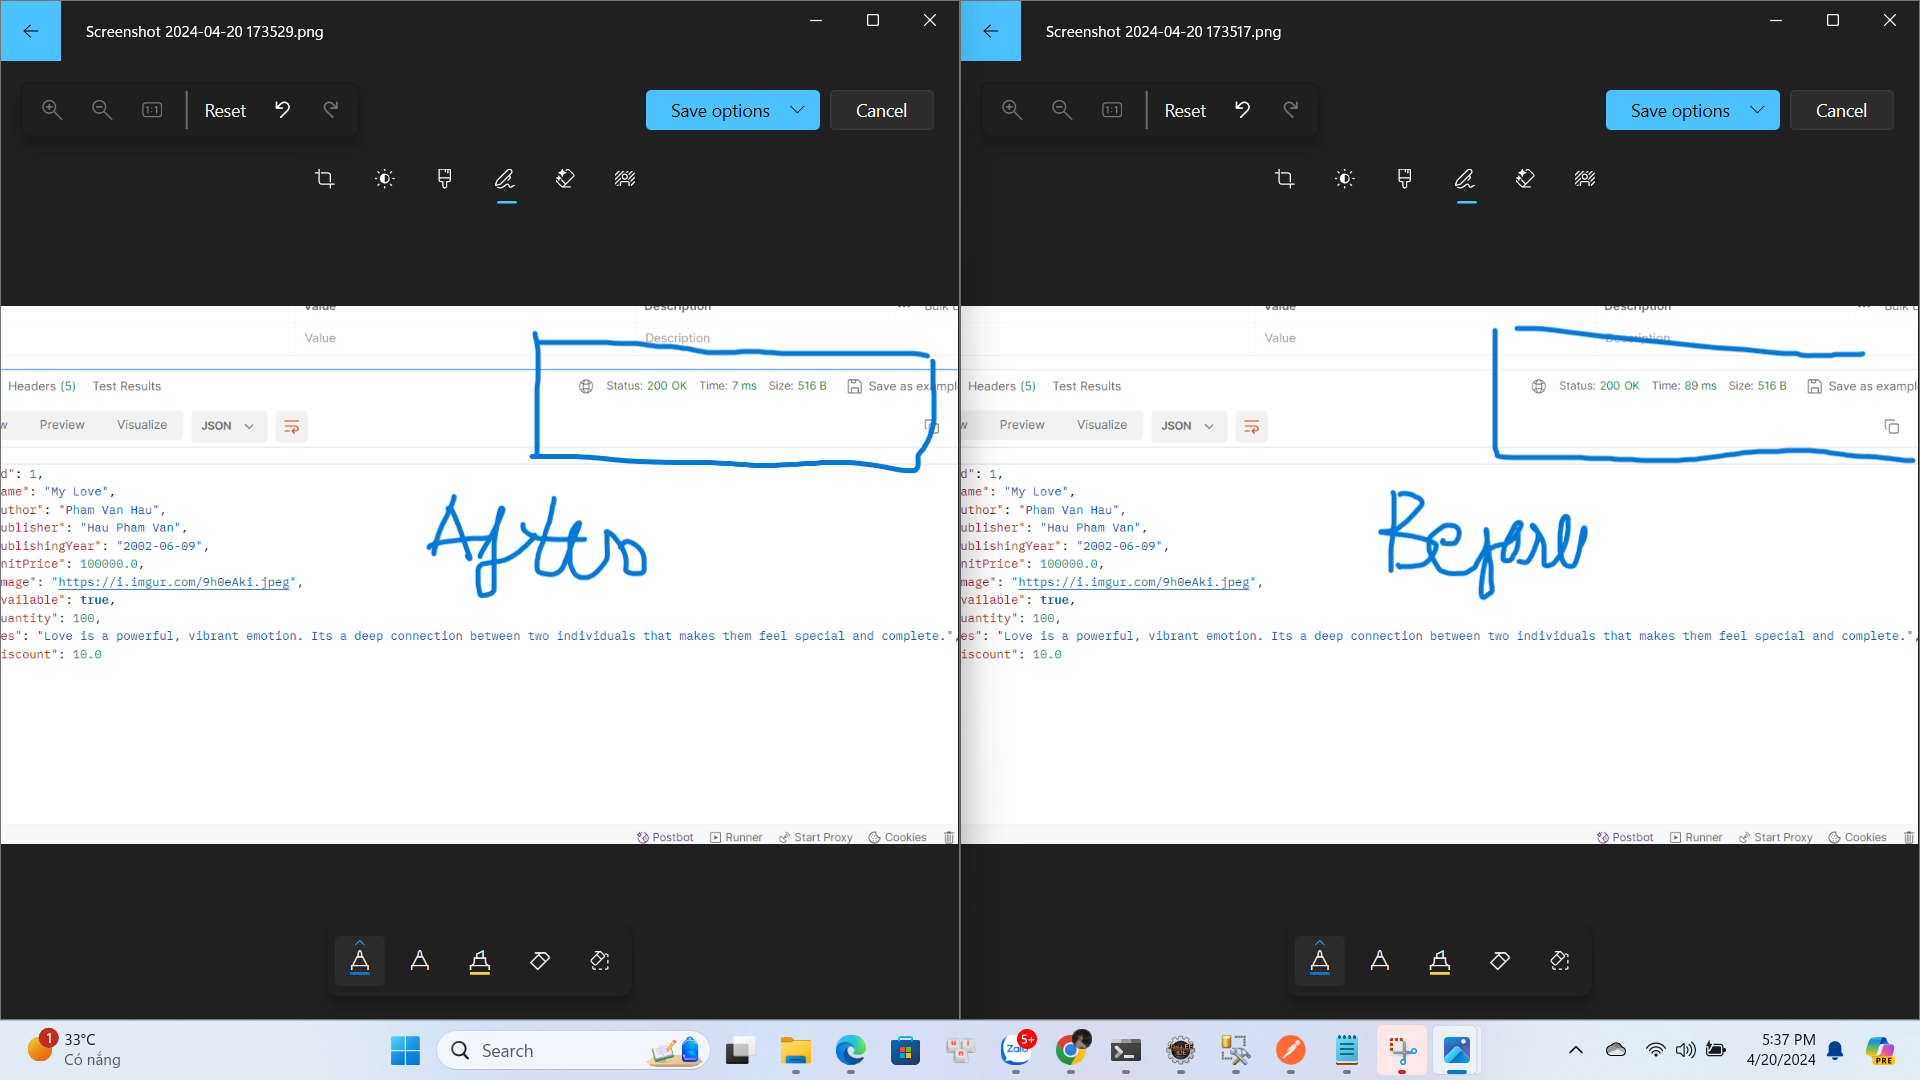 Screenshot 2024-04-20 173529.png
Reset
Save options
Cancel
Value
Description
Value
Description
Headers (5)
Test Results
Status: 200 OK Time: 7 ms Size: 516 B
Save as exampl
w
Preview
Visualize
JSON
d": 1,
ame": "My Love",
uthor": "Pham Van Hau",
ublisher": "Hau Pham Van",
ublishingYear": "2002-06-09",
nitPrice": 100000.0,
mage": "https://i.imgur.com/9h0eAki.jpeg",
vailable": true,
uantity": 100,
es": "Love is a powerful, vibrant emotion. Its a deep connection between two individuals that makes them feel special and complete.",
iscount": 10.0
After
Postbot
Runner
Start Proxy
Cookies
Screenshot 2024-04-20 173517.png
Reset
Save options
Cancel
Value
Description
Value
Description
Headers (5)
Test Results
Status: 200 OK Time: 89 ms Size: 516 B
Save as exampl
w
Preview
Visualize
JSON
d": 1,
ame": "My Love",
uthor": "Pham Van Hau",
ublisher": "Hau Pham Van",
ublishingYear": "2002-06-09",
nitPrice": 100000.0,
mage": "https://i.imgur.com/9h0eAki.jpeg",
vailable": true,
uantity": 100,
es": "Love is a powerful, vibrant emotion. Its a deep connection between two individuals that makes them feel special and complete.",
iscount": 10.0
Before
Postbot
Runner
Start Proxy
Cookies
1
33°C
Có nắng
Search
Zalo
5+
PRE
5:37 PM
4/20/2024